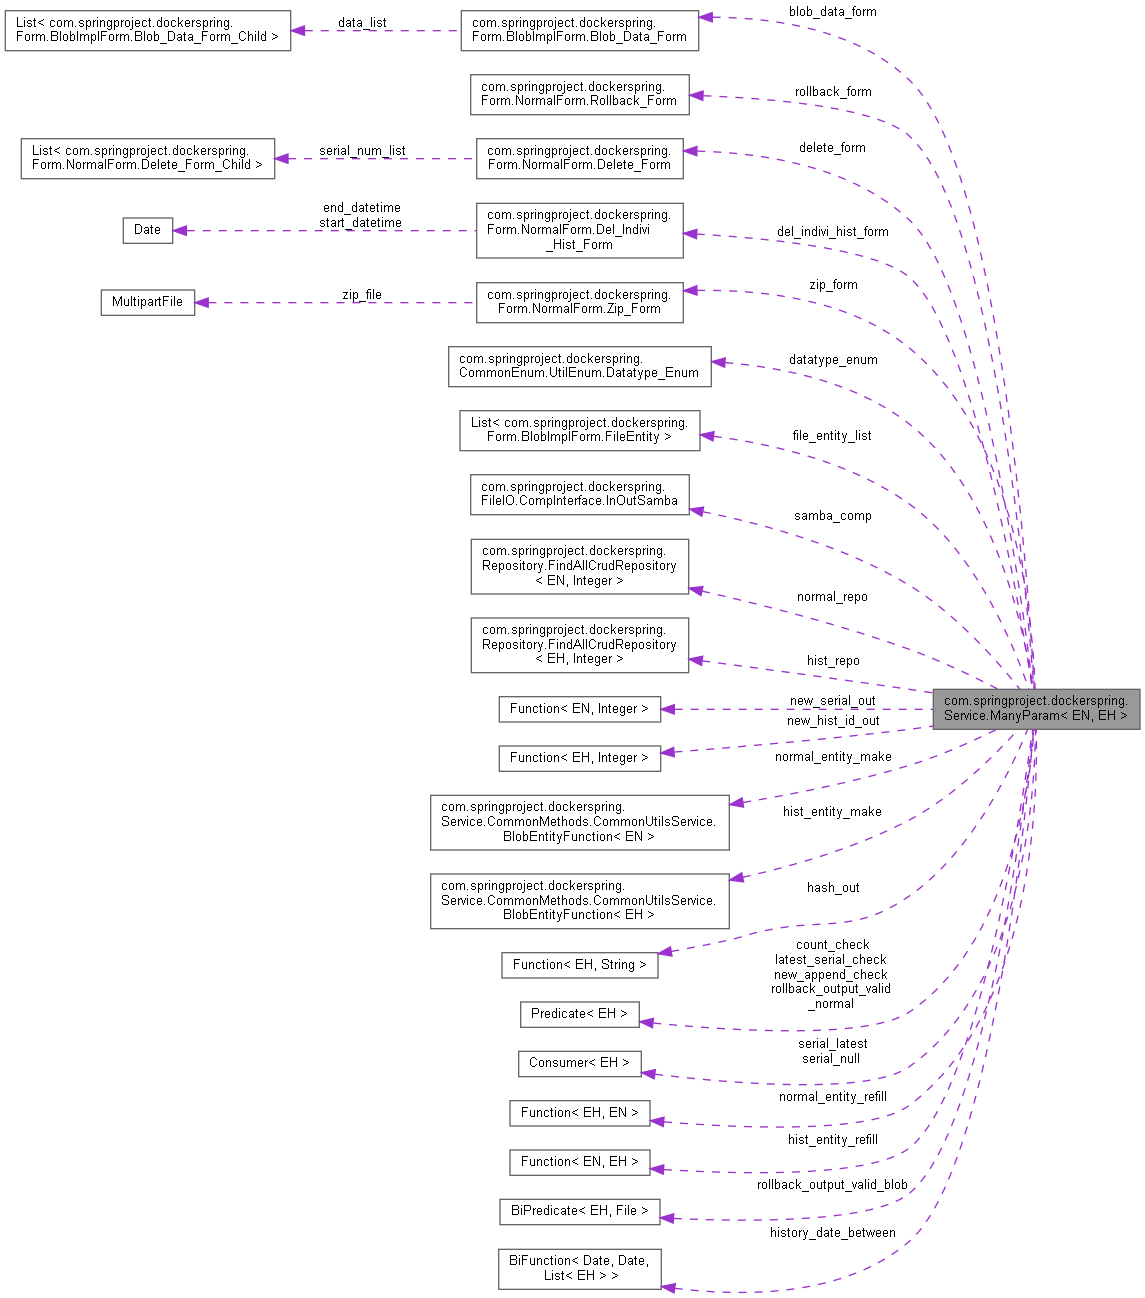 List< com.springproject.dockerspring.
Form.BlobImplForm.Blob_Data_Form_Child >
data_list
com.springproject.dockerspring.
Form.BlobImplForm.Blob_Data_Form
blob_data_form
com.springproject.dockerspring.
Form.NormalForm.Rollback_Form
rollback_form
List< com.springproject.dockerspring.
Form.NormalForm.Delete_Form_Child >
serial_num_list
com.springproject.dockerspring.
Form.NormalForm.Delete_Form
delete_form
Date
end_datetime
start_datetime
com.springproject.dockerspring.
Form.NormalForm.Del_Indivi
_Hist_Form
del_indivi_hist_form
MultipartFile
zip_file
com.springproject.dockerspring.
Form.NormalForm.Zip_Form
zip_form
com.springproject.dockerspring.
CommonEnum.UtilEnum.Datatype_Enum
datatype_enum
List< com.springproject.dockerspring.
Form.BlobImplForm.FileEntity >
file_entity_list
com.springproject.dockerspring.
FileIO.CompInterface.InOutSamba
samba_comp
com.springproject.dockerspring.
Repository.FindAllCrudRepository
< EN, Integer >
normal_repo
com.springproject.dockerspring.
Repository.FindAllCrudRepository
< EH, Integer >
hist_repo
com.springproject.dockerspring.
Service.ManyParam< EN, EH >
Function< EN, Integer >
new_serial_out
Function< EH, Integer >
new_hist_id_out
com.springproject.dockerspring.
Service.CommonMethods.CommonUtilsService.
BlobEntityFunction< EN >
normal_entity_make
com.springproject.dockerspring.
Service.CommonMethods.CommonUtilsService.
BlobEntityFunction< EH >
hist_entity_make
Function< EH, String >
hash_out
Predicate< EH >
count_check
latest_serial_check
new_append_check
rollback_output_valid
_normal
Consumer< EH >
serial_latest
serial_null
Function< EH, EN >
normal_entity_refill
Function< EN, EH >
hist_entity_refill
BiPredicate< EH, File >
rollback_output_valid_blob
BiFunction< Date, Date,
List< EH > >
history_date_between